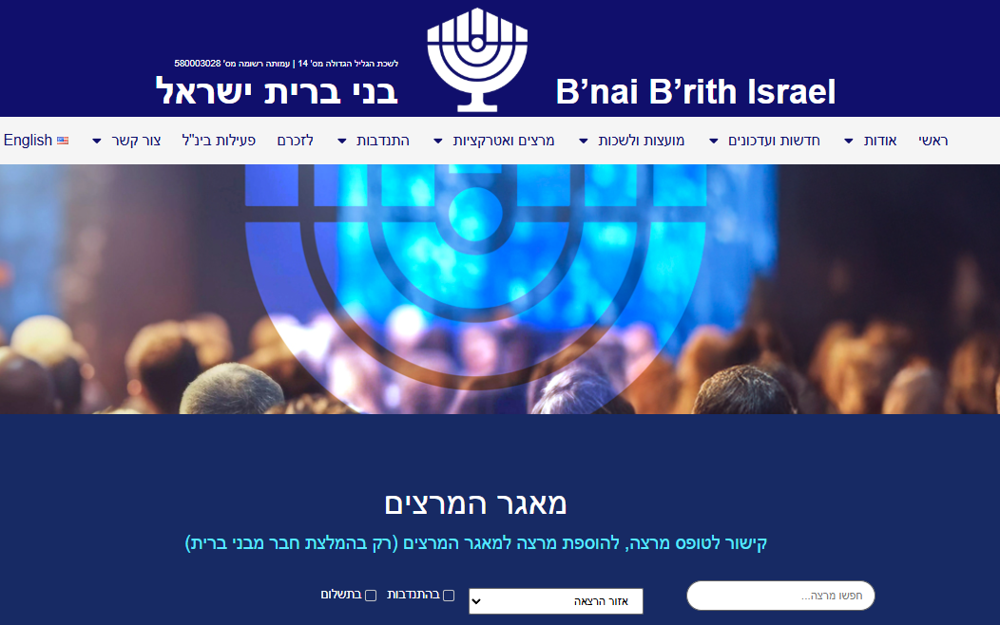 לשכת הגליל הגדולה מס' 14 | עמותה רשומה מס' 580003028
בני ברית ישראל
B’nai B’rith Israel
ראשי אודות חדשות ועדכונים מועצות ולשכות מרצים ואטרקציות התנדבות לזכרם פעילות בינ"ל צור קשר English
מאגר המרצים
קישור לטופס מרצה, להוספת מרצה למאגר המרצים (רק בהמלצת חבר מבני ברית)
חפשו מרצה... אזור הרצאה בהתנדבות בתשלום